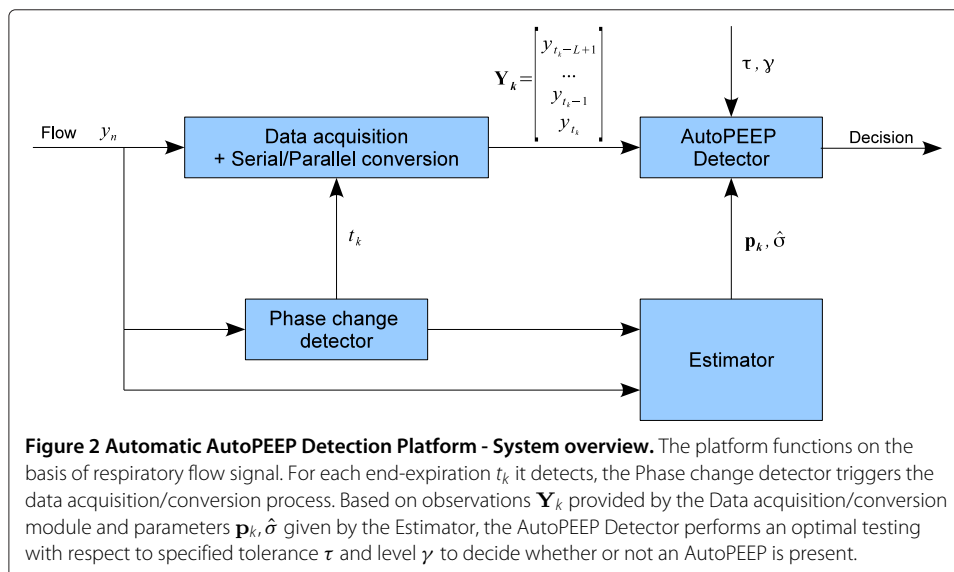 τ, γ
Y_k = [ y_{t_k-L+1}
...
y_{t_k-1}
y_{t_k} ]
Flow y_n
Data acquisition
+ Serial/Parallel conversion
AutoPEEP
Detector
Decision
t_k
p_k, σ̂
Phase change
detector
Estimator
Figure 2 Automatic AutoPEEP Detection Platform - System overview. The platform functions on the
basis of respiratory flow signal. For each end-expiration t_k it detects, the Phase change detector triggers the
data acquisition/conversion process. Based on observations Y_k provided by the Data acquisition/conversion
module and parameters p_k, σ̂ given by the Estimator, the AutoPEEP Detector performs an optimal testing
with respect to specified tolerance τ and level γ to decide whether or not an AutoPEEP is present.